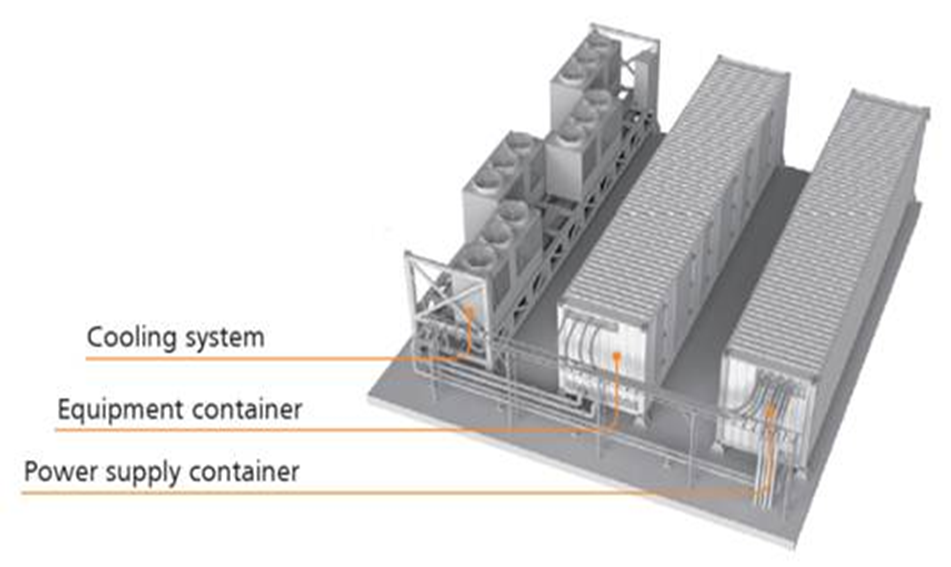 Cooling system
Equipment container
Power supply container